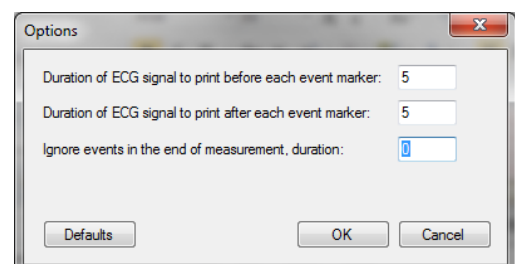 Options
Duration of ECG signal to print before each event marker: 5
Duration of ECG signal to print after each event marker: 5
Ignore events in the end of measurement, duration: 0
Defaults OK Cancel